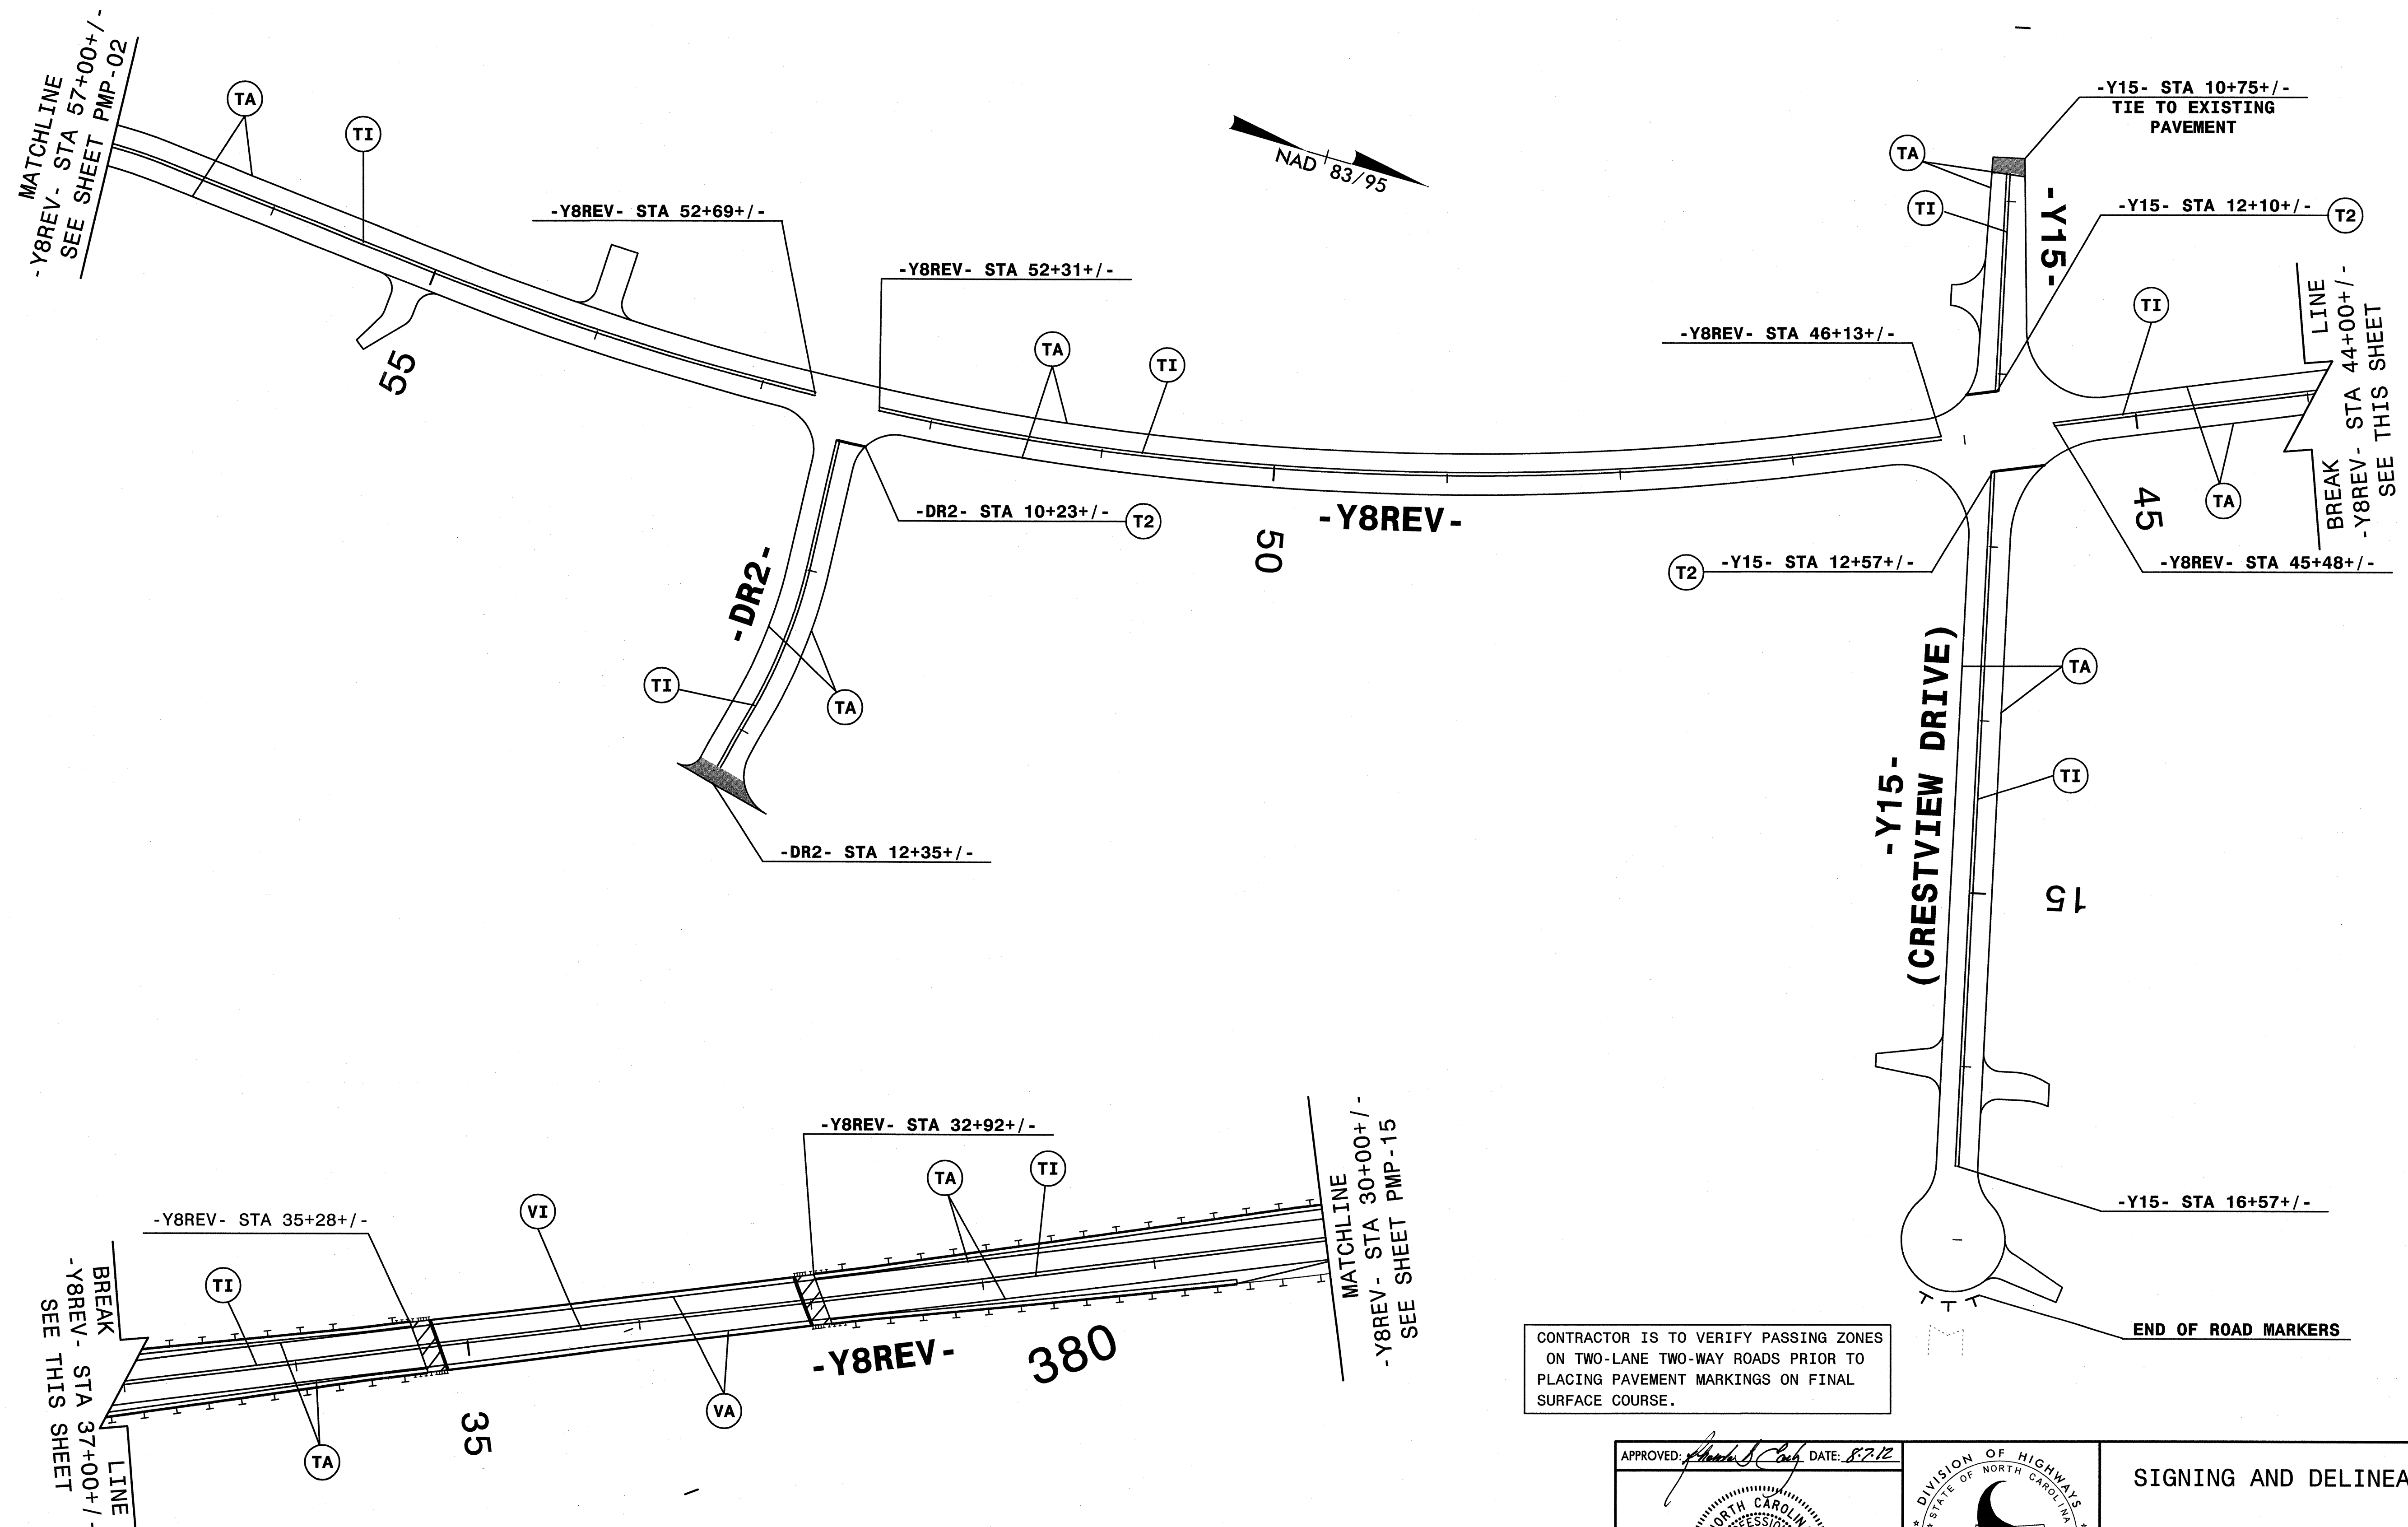 MATCHLINE
-Y8REV- STA 57+00+/-
SEE SHEET PMP-02
TA
TI
-Y8REV- STA 52+69+/-
-Y8REV- STA 52+31+/-
TA
TI
NAD 83/95
55
-DR2-
-DR2- STA 10+23+/-
T2
TI
TA
-DR2- STA 12+35+/-
50
-Y8REV-
-Y15- STA 10+75+/-
TIE TO EXISTING
PAVEMENT
TA
TI
-Y15-
-Y15- STA 12+10+/-
T2
-Y8REV- STA 46+13+/-
TI
BREAK LINE
-Y8REV- STA 44+00+/-
SEE THIS SHEET
45
TA
T2
-Y15- STA 12+57+/-
-Y8REV- STA 45+48+/-
TA
-Y15-
(CRESTVIEW DRIVE)
TI
15
-Y15- STA 16+57+/-
END OF ROAD MARKERS
-Y8REV- STA 32+92+/-
TA
TI
VI
-Y8REV- STA 35+28+/-
TI
BREAK LINE
-Y8REV- STA 37+00+/-
SEE THIS SHEET
TA
35
VA
-Y8REV-
380
MATCHLINE
-Y8REV- STA 30+00+/-
SEE SHEET PMP-15
CONTRACTOR IS TO VERIFY PASSING ZONES
ON TWO-LANE TWO-WAY ROADS PRIOR TO
PLACING PAVEMENT MARKINGS ON FINAL
SURFACE COURSE.
APPROVED: DATE: 8-7-12
DIVISION OF HIGHWAYS
STATE OF NORTH CAROLINA
SIGNING AND DELINEA